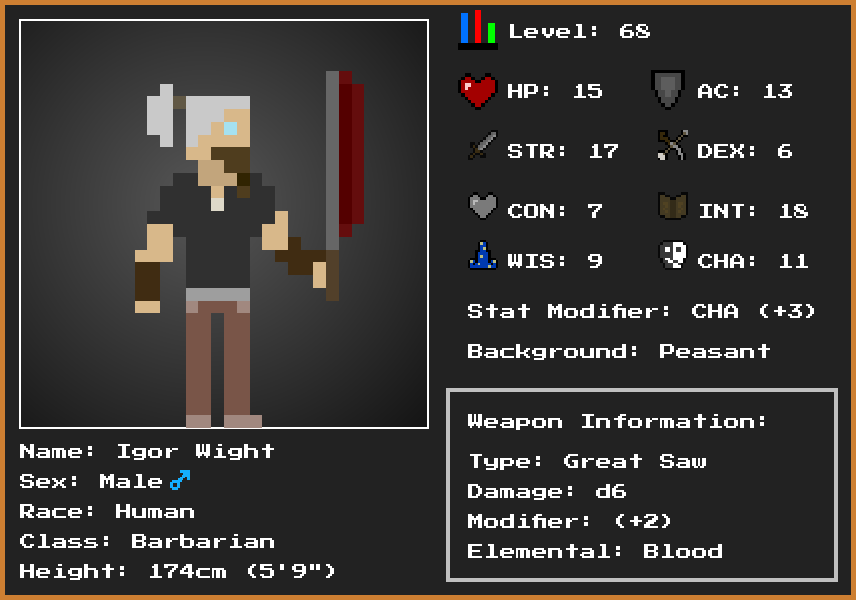 Level: 68
HP: 15 AC: 13
STR: 17 DEX: 6
CON: 7 INT: 18
WIS: 9 CHA: 11
Stat Modifier: CHA (+3)
Background: Peasant
Weapon Information:
Type: Great Saw
Damage: d6
Modifier: (+2)
Elemental: Blood
Name: Igor Wight
Sex: Male ♂
Race: Human
Class: Barbarian
Height: 174cm (5'9")